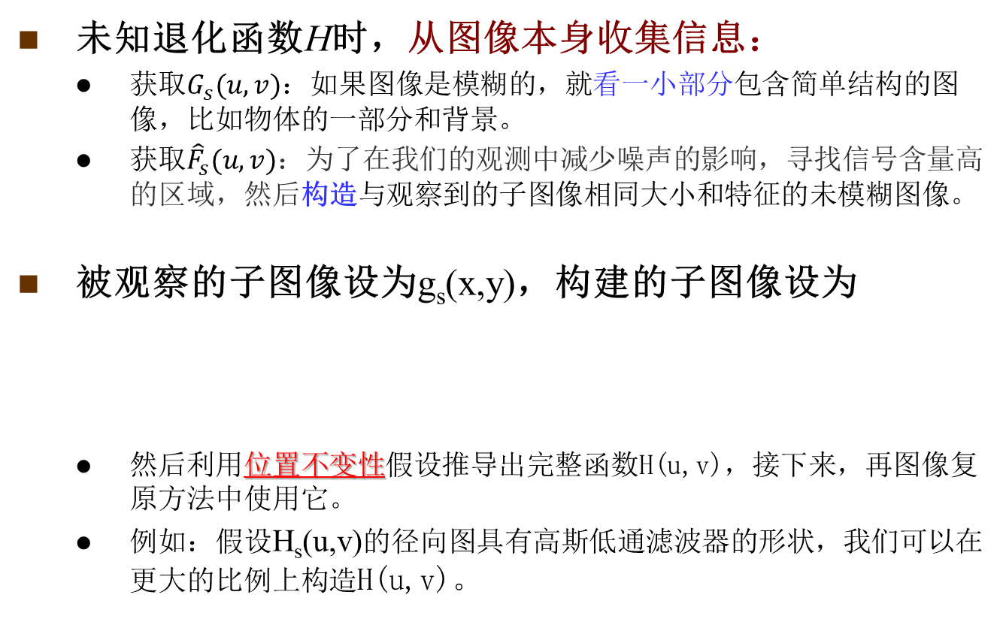 ■ 未知退化函数H时，从图像本身收集信息：
● 获取Gₛ(u,v)：如果图像是模糊的，就看一小部分包含简单结构的图
像，比如物体的一部分和背景。
● 获取F̂ₛ(u,v)：为了在我们的观测中减少噪声的影响，寻找信号含量高
的区域，然后构造与观察到的子图像相同大小和特征的未模糊图像。
■ 被观察的子图像设为gₛ(x,y)，构建的子图像设为
● 然后利用位置不变性假设推导出完整函数H(u,v)，接下来，再图像复
原方法中使用它。
● 例如：假设Hₛ(u,v)的径向图具有高斯低通滤波器的形状，我们可以在
更大的比例上构造H(u,v)。